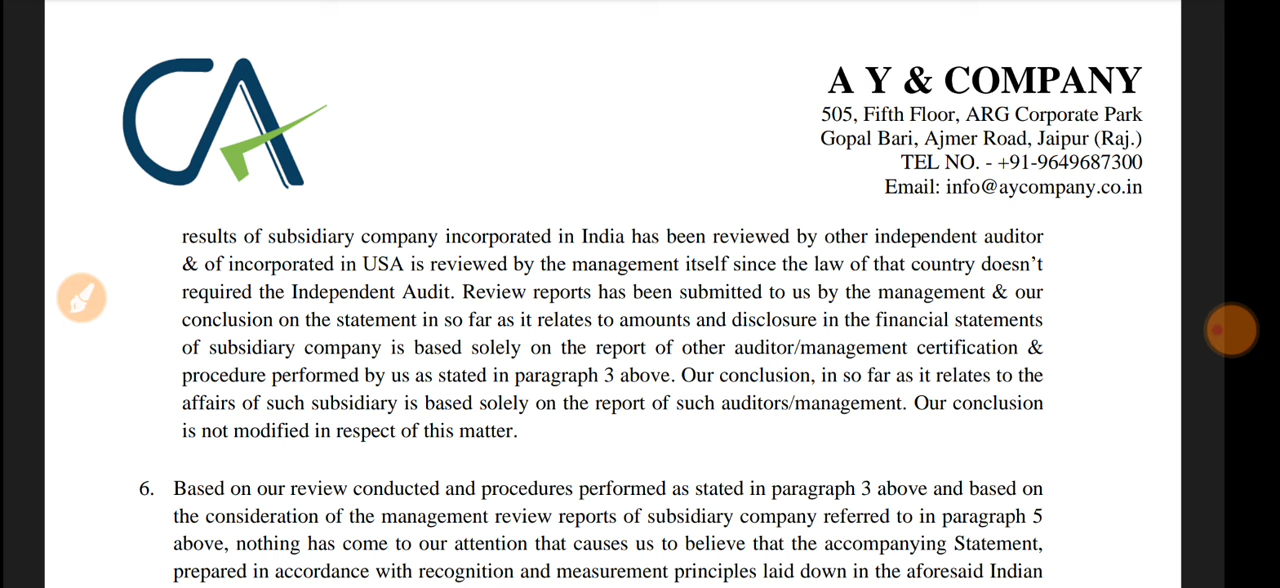 CA
A Y & COMPANY
505, Fifth Floor, ARG Corporate Park
Gopal Bari, Ajmer Road, Jaipur (Raj.)
TEL NO. - +91-9649687300
Email: info@aycompany.co.in
results of subsidiary company incorporated in India has been reviewed by other independent auditor
& of incorporated in USA is reviewed by the management itself since the law of that country doesn’t
required the Independent Audit. Review reports has been submitted to us by the management & our
conclusion on the statement in so far as it relates to amounts and disclosure in the financial statements
of subsidiary company is based solely on the report of other auditor/management certification &
procedure performed by us as stated in paragraph 3 above. Our conclusion, in so far as it relates to the
affairs of such subsidiary is based solely on the report of such auditors/management. Our conclusion
is not modified in respect of this matter.
6. Based on our review conducted and procedures performed as stated in paragraph 3 above and based on
the consideration of the management review reports of subsidiary company referred to in paragraph 5
above, nothing has come to our attention that causes us to believe that the accompanying Statement,
prepared in accordance with recognition and measurement principles laid down in the aforesaid Indian